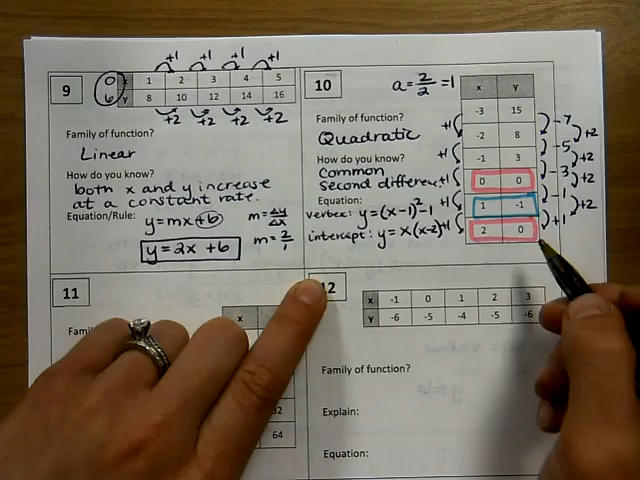 9
+1 +1 +1 +1
0 x 1 2 3 4 5
6 y 8 10 12 14 16
+2 +2 +2 +2
Family of function?
Linear
How do you know?
both x and y increase
at a constant rate.
Equation/Rule: y=mx+b m=Δy/Δx
y=2x+6 m=2/1
10
a=2/2=1
Family of function?
Quadratic
How do you know?
Common
second differen
Equation:
vertex: y=(x-1)²-1
intercept: y=x(x-2)
x y
-3 15
-2 8
-1 3
0 0
1 -1
2 0
+1 +1 +1 +1 +1
-7 -5 -3 -1 +1
+2 +2 +2 +2
11
x
32
64
12
x -1 0 1 2 3
y -6 -5 -4 -5 -6
Family of function?
Explain:
Equation: